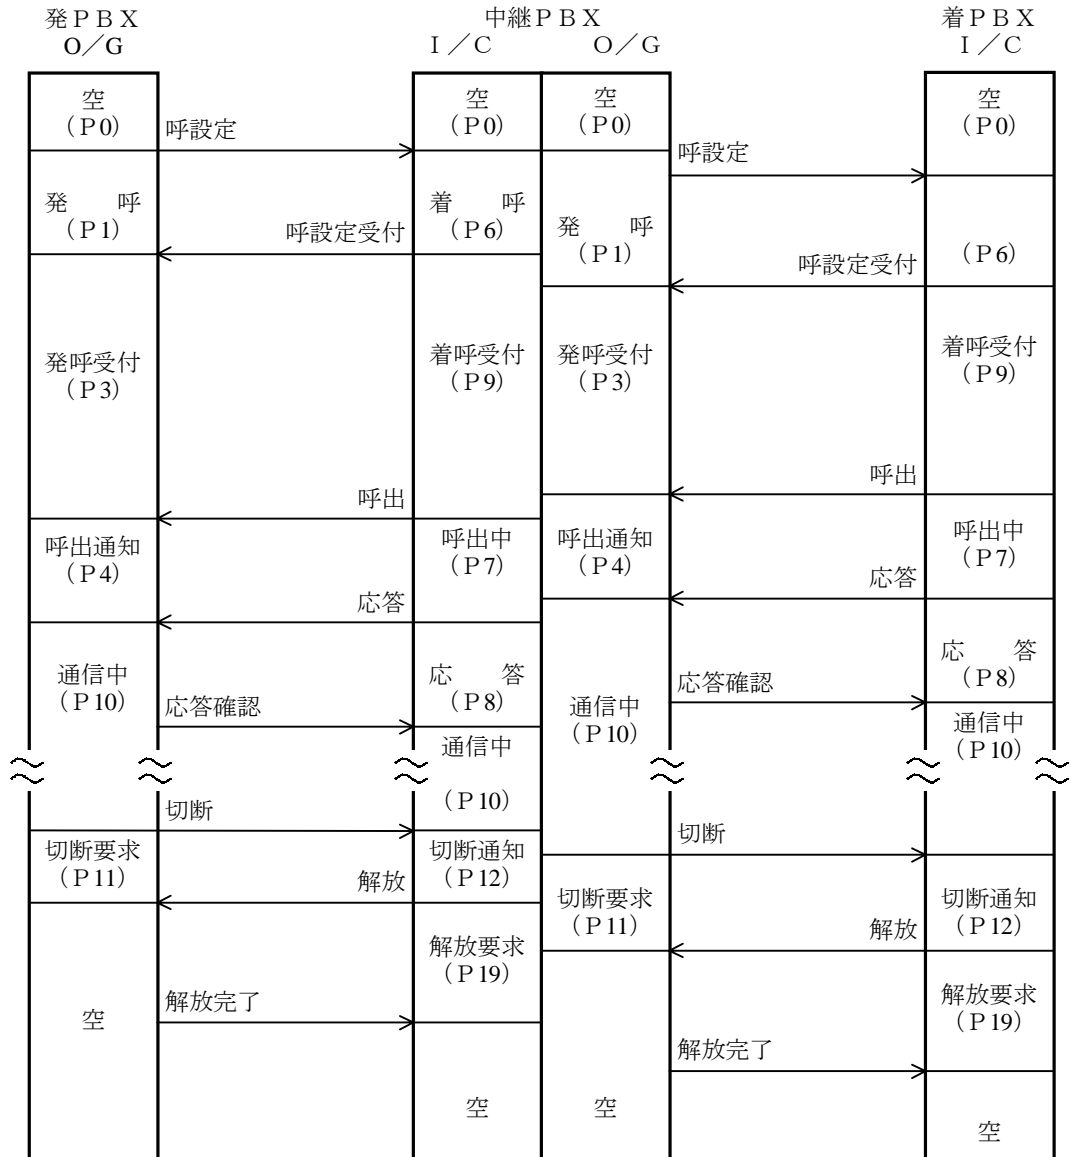 発ＰＢＸ
Ｏ／Ｇ
中継ＰＢＸ
Ｉ／Ｃ
Ｏ／Ｇ
着ＰＢＸ
Ｉ／Ｃ
空
（Ｐ0）
空
（Ｐ0）
空
（Ｐ0）
空
（Ｐ0）
呼設定
呼設定
発　呼
（Ｐ1）
着　呼
（Ｐ6）
発　呼
（Ｐ1）
（Ｐ6）
呼設定受付
呼設定受付
発呼受付
（Ｐ3）
着呼受付
（Ｐ9）
発呼受付
（Ｐ3）
着呼受付
（Ｐ9）
呼出
呼出
呼出通知
（Ｐ4）
呼出中
（Ｐ7）
呼出通知
（Ｐ4）
呼出中
（Ｐ7）
応答
応答
通信中
（Ｐ10）
応　答
（Ｐ8）
通信中
（Ｐ10）
応　答
（Ｐ8）
応答確認
応答確認
通信中
（Ｐ10）
通信中
（Ｐ10）
切断
切断
切断要求
（Ｐ11）
切断通知
（Ｐ12）
切断要求
（Ｐ11）
切断通知
（Ｐ12）
解放
解放
解放要求
（Ｐ19）
解放要求
（Ｐ19）
解放完了
解放完了
空
空
空
空